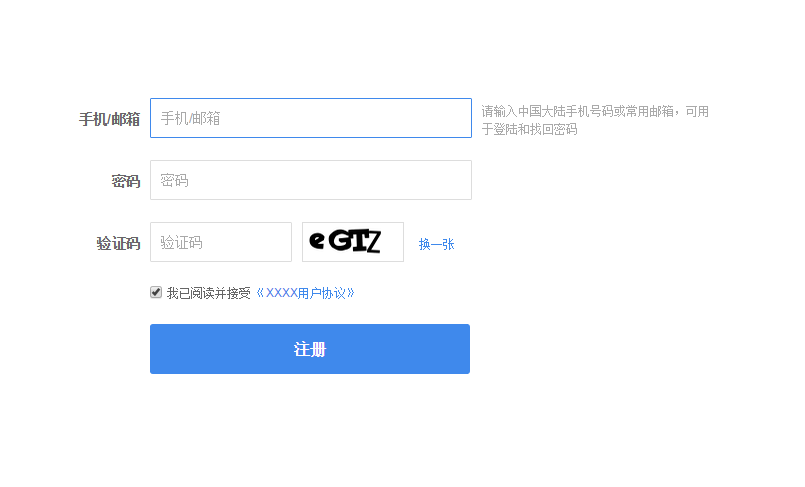 手机/邮箱 手机/邮箱 请输入中国大陆手机号码或常用邮箱，可用
于登陆和找回密码
密码 密码
验证码 验证码 eGTZ 换一张
我已阅读并接受《XXXX用户协议》
注册